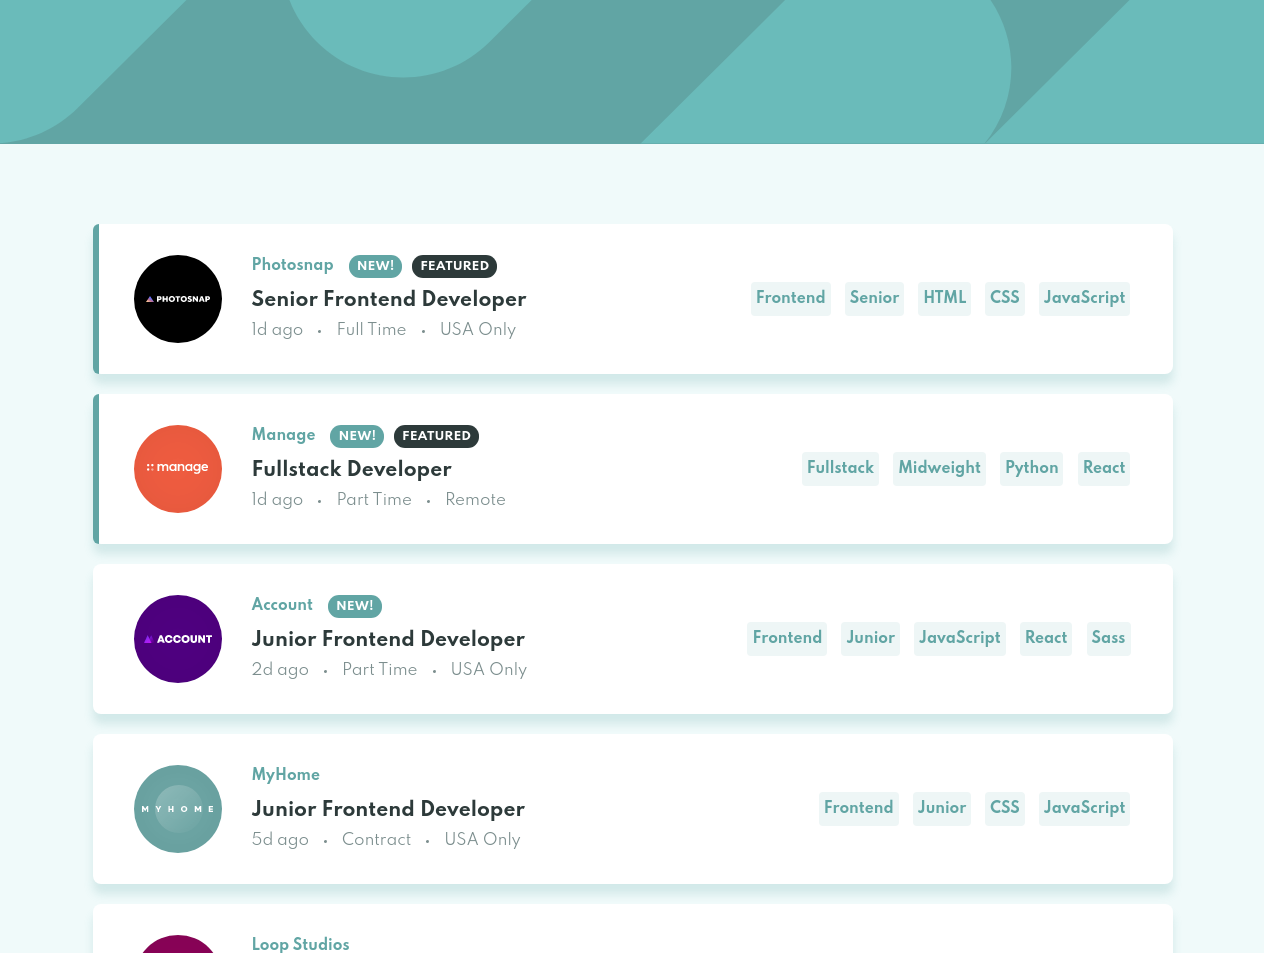 PHOTOSNAP
Photosnap NEW! FEATURED
Senior Frontend Developer
1d ago • Full Time • USA Only
Frontend Senior HTML CSS JavaScript
manage
Manage NEW! FEATURED
Fullstack Developer
1d ago • Part Time • Remote
Fullstack Midweight Python React
ACCOUNT
Account NEW!
Junior Frontend Developer
2d ago • Part Time • USA Only
Frontend Junior JavaScript React Sass
MYHOME
MyHome
Junior Frontend Developer
5d ago • Contract • USA Only
Frontend Junior CSS JavaScript
Loop Studios